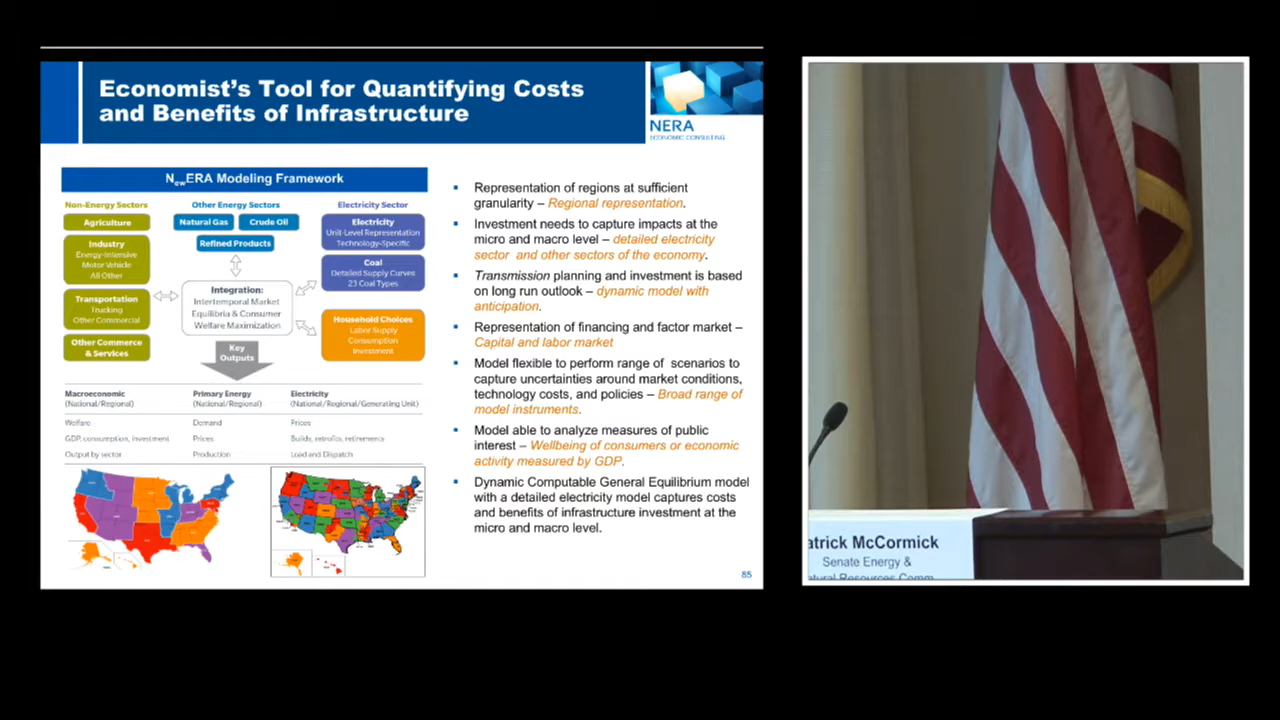 Economist's Tool for Quantifying Costs
and Benefits of Infrastructure
NERA
ECONOMIC CONSULTING
NewERA Modeling Framework
Non-Energy Sectors
Agriculture
Industry
Energy-Intensive
Motor Vehicle
All Other
Transportation
Trucking
Other Commercial
Other Commerce
& Services
Other Energy Sectors
Natural Gas
Crude Oil
Refined Products
Integration:
Intertemporal Market
Equilibria & Consumer
Welfare Maximization
Key
Outputs
Electricity Sector
Electricity
Unit-Level Representation
Technology-Specific
Coal
Detailed Supply Curves
23 Coal Types
Household Choices
Labor Supply
Consumption
Investment
Macroeconomic
(National/Regional)
Welfare
GDP, consumption, investment
Output by sector
Primary Energy
(National/Regional)
Demand
Prices
Production
Electricity
(National/Regional/Generating Unit)
Prices
Builds, retrofits, retirements
Load and Dispatch
▪ Representation of regions at sufficient
granularity – Regional representation.
▪ Investment needs to capture impacts at the
micro and macro level – detailed electricity
sector and other sectors of the economy.
▪ Transmission planning and investment is based
on long run outlook – dynamic model with
anticipation.
▪ Representation of financing and factor market –
Capital and labor market
▪ Model flexible to perform range of scenarios to
capture uncertainties around market conditions,
technology costs, and policies – Broad range of
model instruments.
▪ Model able to analyze measures of public
interest – Wellbeing of consumers or economic
activity measured by GDP.
▪ Dynamic Computable General Equilibrium model
with a detailed electricity model captures costs
and benefits of infrastructure investment at the
micro and macro level.
85
atrick McCormick
Senate Energy &
atural Resources Comm